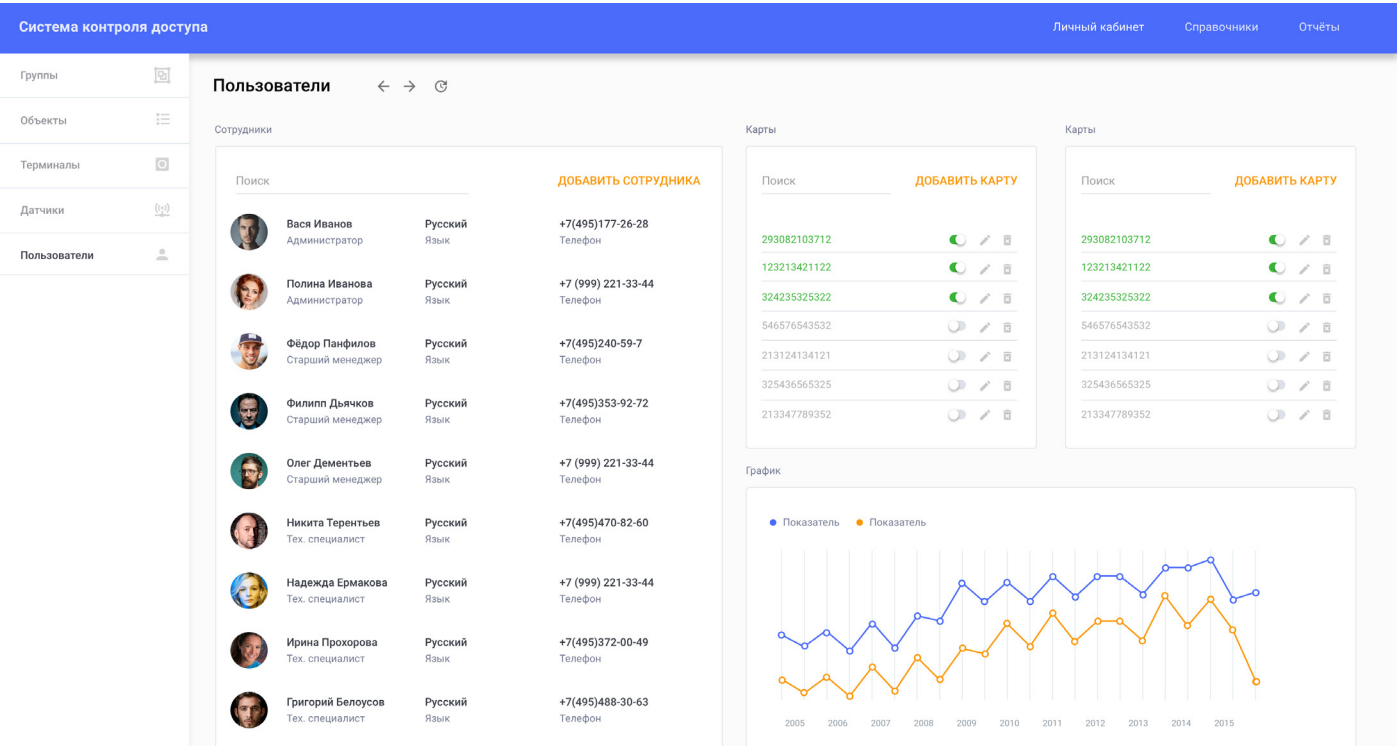 Система контроля доступа
Личный кабинет Справочники Отчёты
Группы
Объекты
Терминалы
Датчики
Пользователи
Пользователи
Сотрудники
Поиск ДОБАВИТЬ СОТРУДНИКА
Вася Иванов Русский +7(495)177-26-28
Администратор Язык Телефон
Полина Иванова Русский +7 (999) 221-33-44
Администратор Язык Телефон
Фёдор Панфилов Русский +7(495)240-59-7
Старший менеджер Язык Телефон
Филипп Дьячков Русский +7(495)353-92-72
Старший менеджер Язык Телефон
Олег Дементьев Русский +7 (999) 221-33-44
Старший менеджер Язык Телефон
Никита Терентьев Русский +7(495)470-82-60
Тех. специалист Язык Телефон
Надежда Ермакова Русский +7 (999) 221-33-44
Тех. специалист Язык Телефон
Ирина Прохорова Русский +7(495)372-00-49
Тех. специалист Язык Телефон
Григорий Белоусов Русский +7(495)488-30-63
Тех. специалист Язык Телефон
Карты
Поиск ДОБАВИТЬ КАРТУ
293082103712
123213421122
324235325322
546576543532
213124134121
325436565325
213347789352
Карты
Поиск ДОБАВИТЬ КАРТУ
293082103712
123213421122
324235325322
546576543532
213124134121
325436565325
213347789352
График
Показатель Показатель
2005 2006 2007 2008 2009 2010 2011 2012 2013 2014 2015